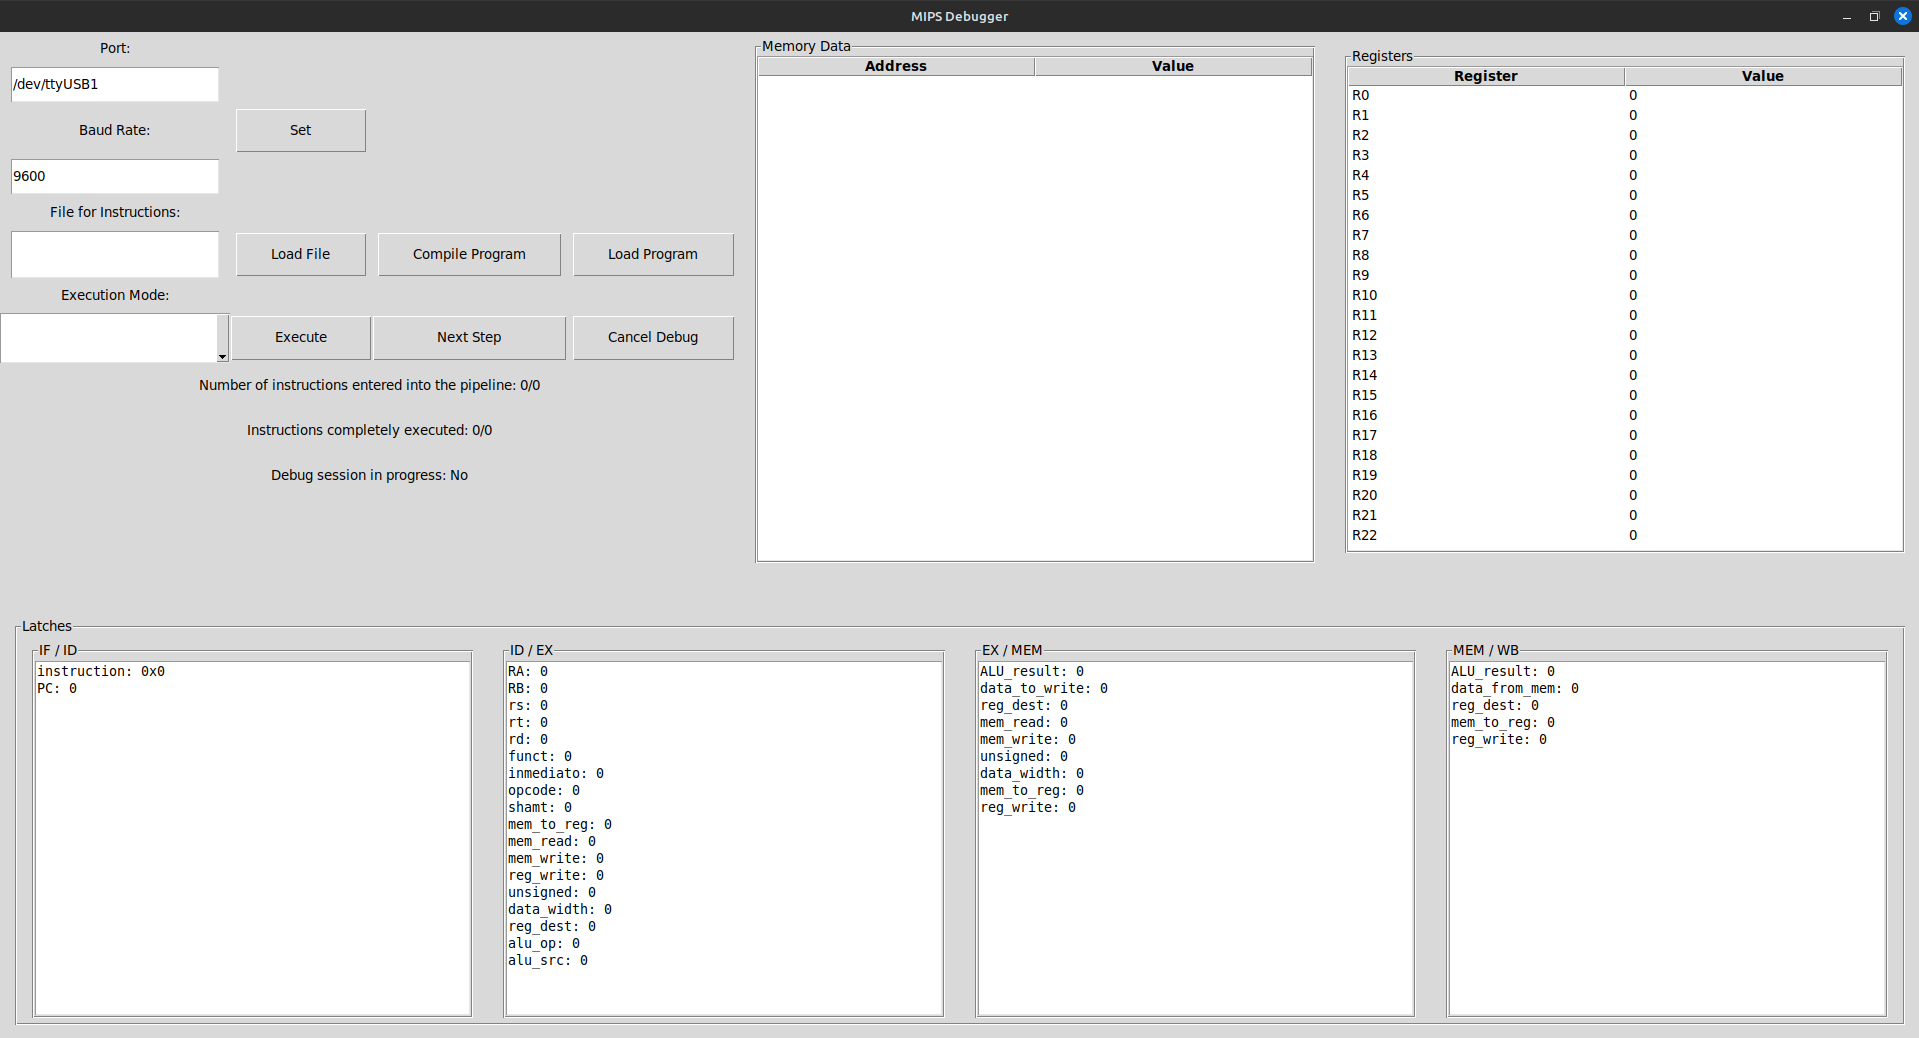 MIPS Debugger
Port:
/dev/ttyUSB1
Baud Rate:
Set
9600
File for Instructions:
Load File
Compile Program
Load Program
Execution Mode:
Execute
Next Step
Cancel Debug
Number of instructions entered into the pipeline: 0/0
Instructions completely executed: 0/0
Debug session in progress: No
Memory Data
Address Value
Registers
Register Value
R0 0
R1 0
R2 0
R3 0
R4 0
R5 0
R6 0
R7 0
R8 0
R9 0
R10 0
R11 0
R12 0
R13 0
R14 0
R15 0
R16 0
R17 0
R18 0
R19 0
R20 0
R21 0
R22 0
Latches
IF / ID
instruction: 0x0
PC: 0
ID / EX
RA: 0
RB: 0
rs: 0
rt: 0
rd: 0
funct: 0
inmediato: 0
opcode: 0
shamt: 0
mem_to_reg: 0
mem_read: 0
mem_write: 0
reg_write: 0
unsigned: 0
data_width: 0
reg_dest: 0
alu_op: 0
alu_src: 0
EX / MEM
ALU_result: 0
data_to_write: 0
reg_dest: 0
mem_read: 0
mem_write: 0
unsigned: 0
data_width: 0
mem_to_reg: 0
reg_write: 0
MEM / WB
ALU_result: 0
data_from_mem: 0
reg_dest: 0
mem_to_reg: 0
reg_write: 0